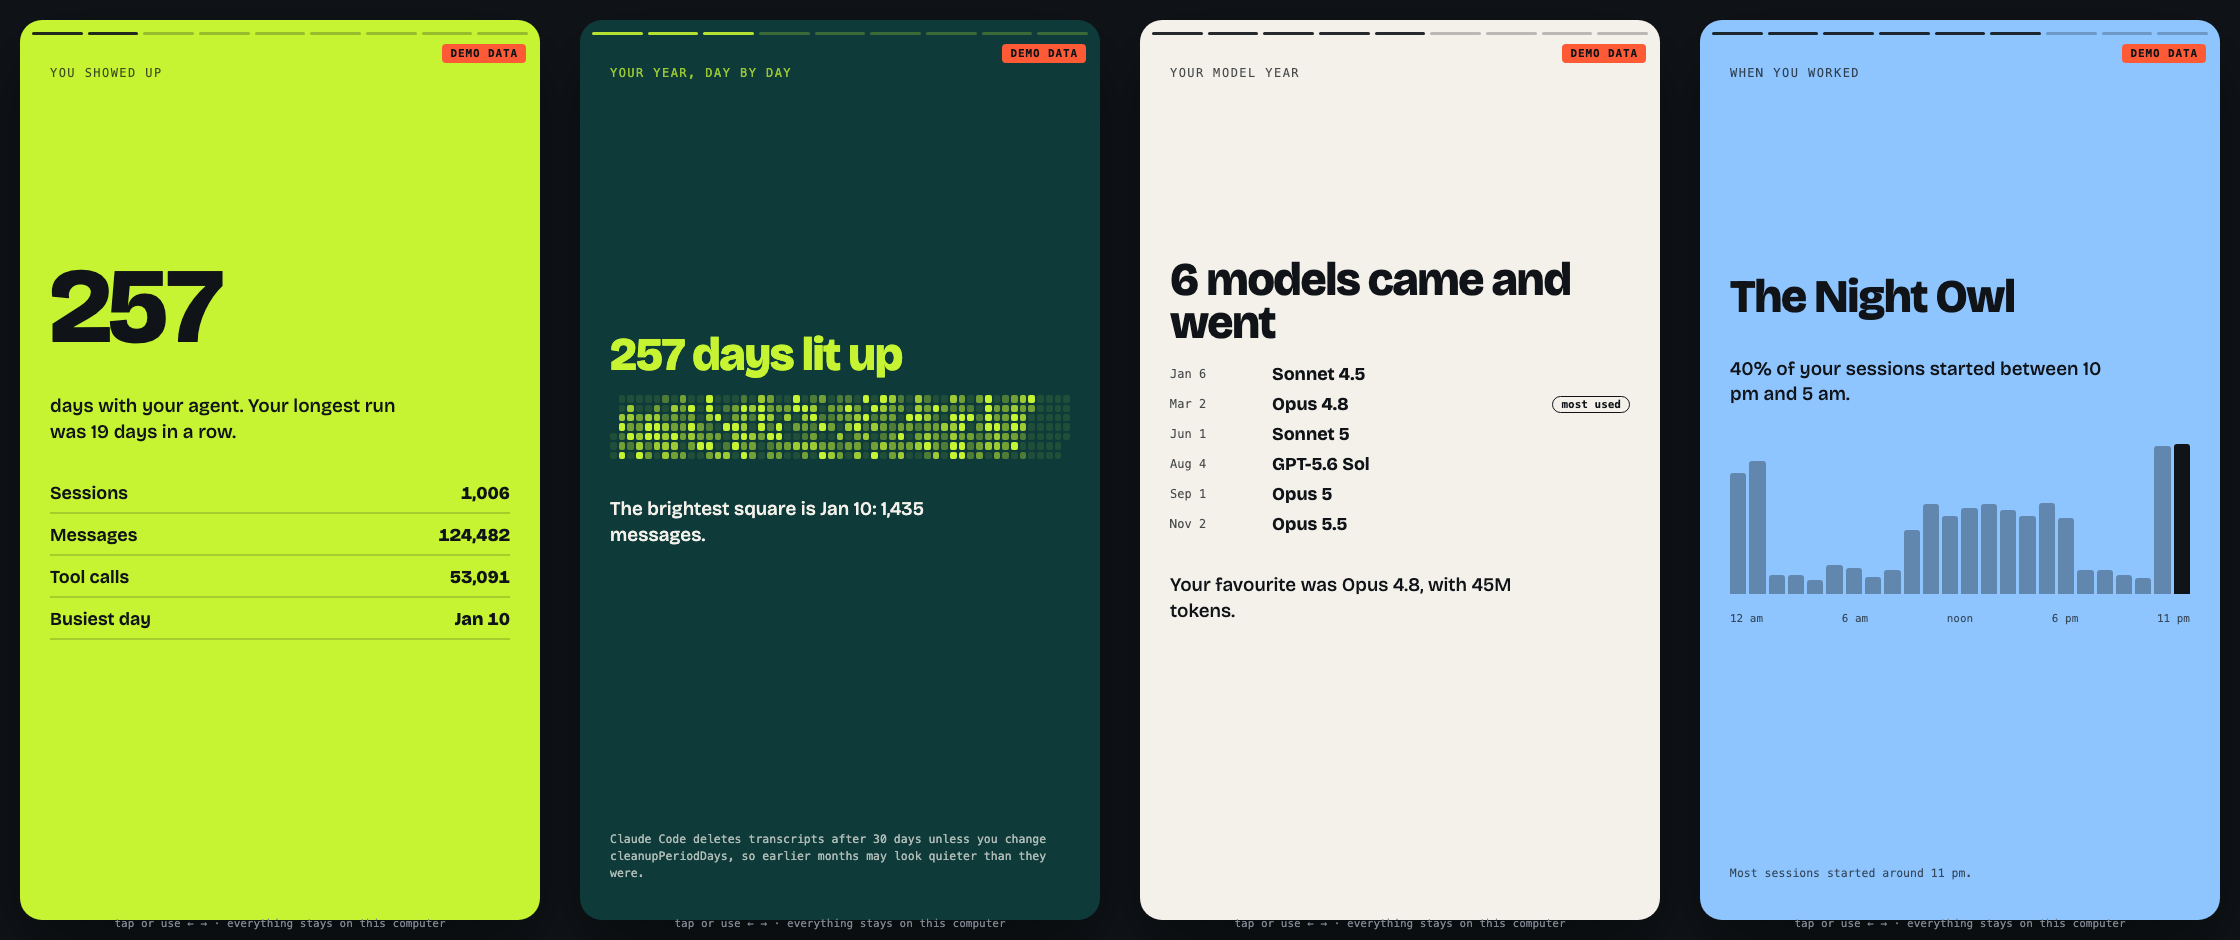 DEMO DATA
YOU SHOWED UP
257
days with your agent. Your longest run
was 19 days in a row.
Sessions 1,006
Messages 124,482
Tool calls 53,091
Busiest day Jan 10
tap or use ← → · everything stays on this computer
DEMO DATA
YOUR YEAR, DAY BY DAY
257 days lit up
The brightest square is Jan 10: 1,435
messages.
Claude Code deletes transcripts after 30 days unless you change
cleanupPeriodDays, so earlier months may look quieter than they
were.
tap or use ← → · everything stays on this computer
DEMO DATA
YOUR MODEL YEAR
6 models came and
went
Jan 6 Sonnet 4.5
Mar 2 Opus 4.8 most used
Jun 1 Sonnet 5
Aug 4 GPT-5.6 Sol
Sep 1 Opus 5
Nov 2 Opus 5.5
Your favourite was Opus 4.8, with 45M
tokens.
tap or use ← → · everything stays on this computer
DEMO DATA
WHEN YOU WORKED
The Night Owl
40% of your sessions started between 10
pm and 5 am.
12 am 6 am noon 6 pm 11 pm
Most sessions started around 11 pm.
tap or use ← → · everything stays on this computer